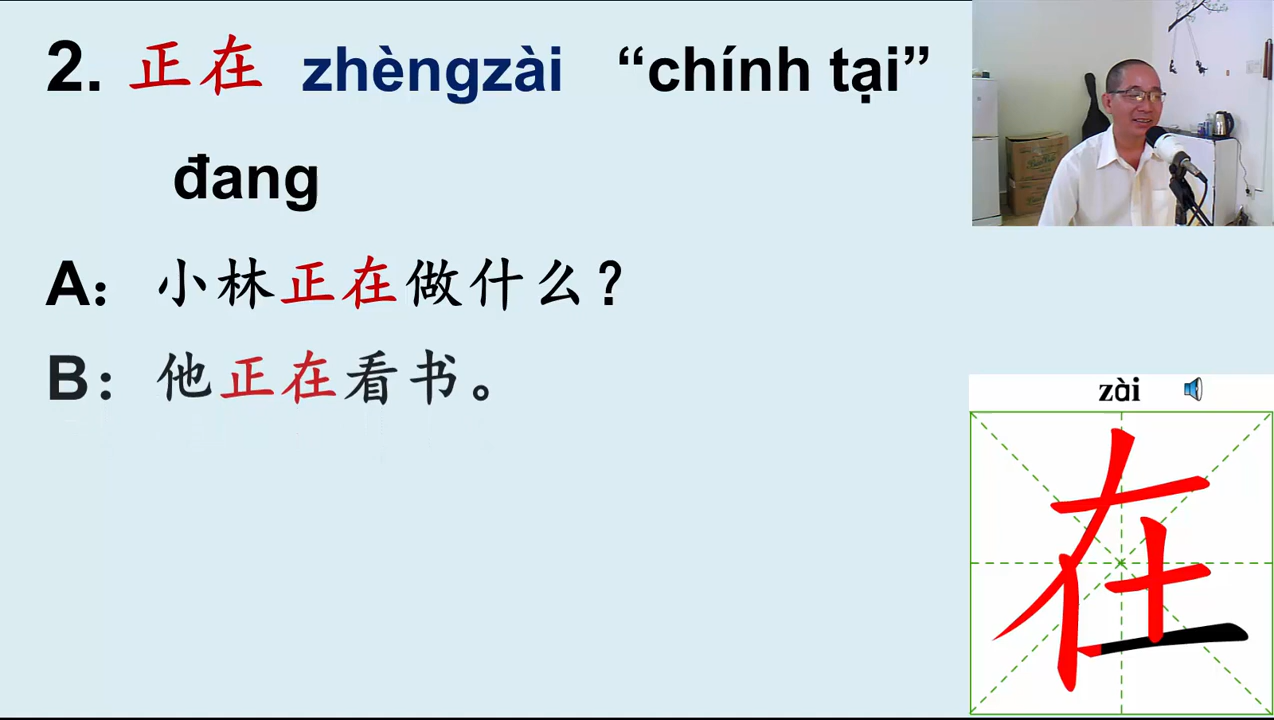 2. 正在 zhèngzài “chính tại”
đang
A：小林正在做什么？
B：他正在看书。
zài
在